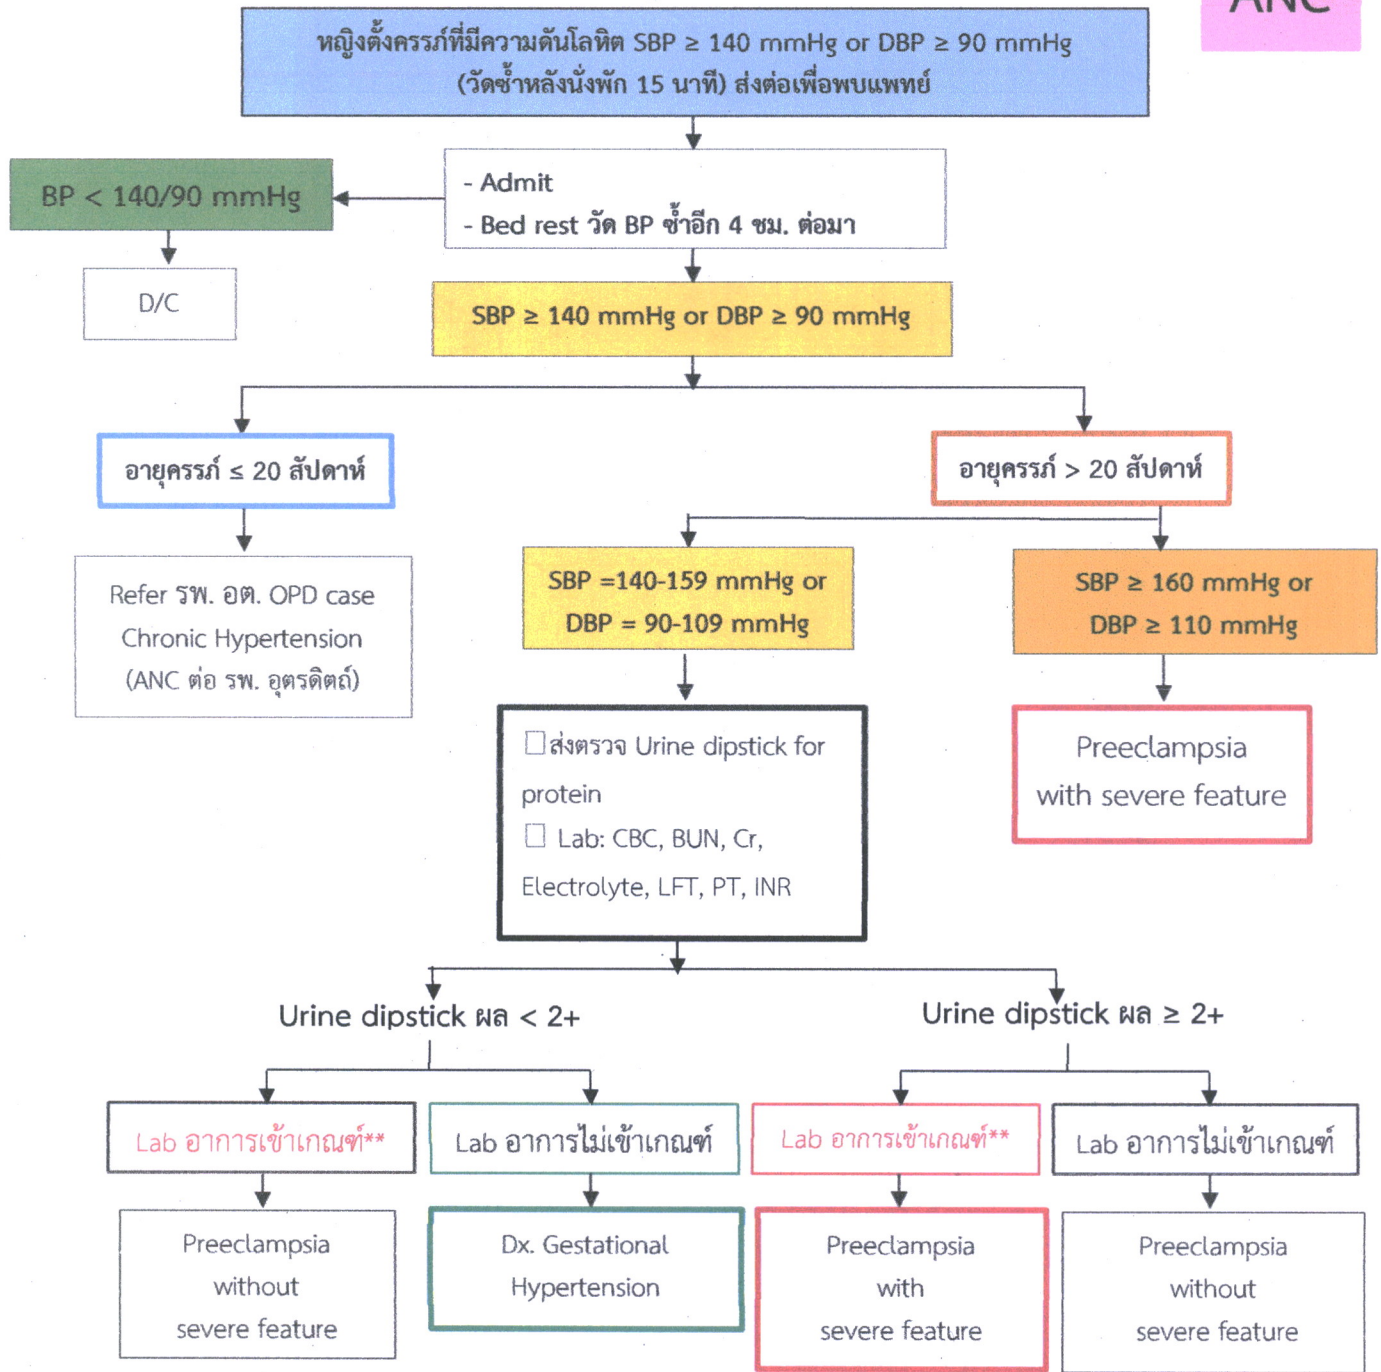 ANC
หญิงตั้งครรภ์ที่มีความดันโลหิต SBP ≥ 140 mmHg or DBP ≥ 90 mmHg
(วัดซ้ำหลังนั่งพัก 15 นาที) ส่งต่อเพื่อพบแพทย์
BP < 140/90 mmHg
- Admit
- Bed rest วัด BP ซ้ำอีก 4 ชม. ต่อมา
D/C
SBP ≥ 140 mmHg or DBP ≥ 90 mmHg
อายุครรภ์ ≤ 20 สัปดาห์
อายุครรภ์ > 20 สัปดาห์
Refer รพ. อต. OPD case
Chronic Hypertension
(ANC ต่อ รพ. อุตรดิตถ์)
SBP =140-159 mmHg or
DBP = 90-109 mmHg
SBP ≥ 160 mmHg or
DBP ≥ 110 mmHg
☐ส่งตรวจ Urine dipstick for
protein
☐ Lab: CBC, BUN, Cr,
Electrolyte, LFT, PT, INR
Preeclampsia
with severe feature
Urine dipstick ผล < 2+
Urine dipstick ผล ≥ 2+
Lab อาการเข้าเกณฑ์**
Lab อาการไม่เข้าเกณฑ์
Lab อาการเข้าเกณฑ์**
Lab อาการไม่เข้าเกณฑ์
Preeclampsia
without
severe feature
Dx. Gestational
Hypertension
Preeclampsia
with
severe feature
Preeclampsia
without
severe feature